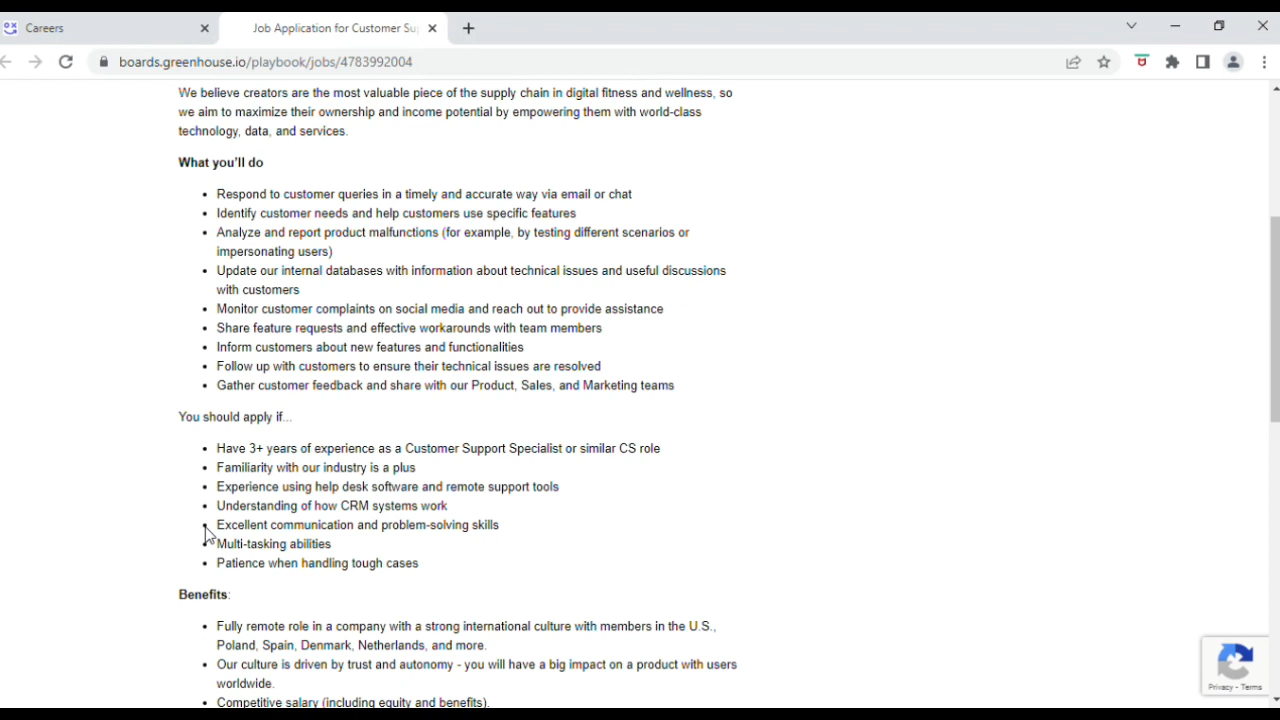 Careers
Job Application for Customer Su
boards.greenhouse.io/playbook/jobs/4783992004
We believe creators are the most valuable piece of the supply chain in digital fitness and wellness, so
we aim to maximize their ownership and income potential by empowering them with world-class
technology, data, and services.
What you'll do
• Respond to customer queries in a timely and accurate way via email or chat
• Identify customer needs and help customers use specific features
• Analyze and report product malfunctions (for example, by testing different scenarios or
impersonating users)
• Update our internal databases with information about technical issues and useful discussions
with customers
• Monitor customer complaints on social media and reach out to provide assistance
• Share feature requests and effective workarounds with team members
• Inform customers about new features and functionalities
• Follow up with customers to ensure their technical issues are resolved
• Gather customer feedback and share with our Product, Sales, and Marketing teams
You should apply if...
• Have 3+ years of experience as a Customer Support Specialist or similar CS role
• Familiarity with our industry is a plus
• Experience using help desk software and remote support tools
• Understanding of how CRM systems work
• Excellent communication and problem-solving skills
• Multi-tasking abilities
• Patience when handling tough cases
Benefits:
• Fully remote role in a company with a strong international culture with members in the U.S.,
Poland, Spain, Denmark, Netherlands, and more.
• Our culture is driven by trust and autonomy - you will have a big impact on a product with users
worldwide.
• Competitive salary (including equity and benefits).
Privacy - Terms